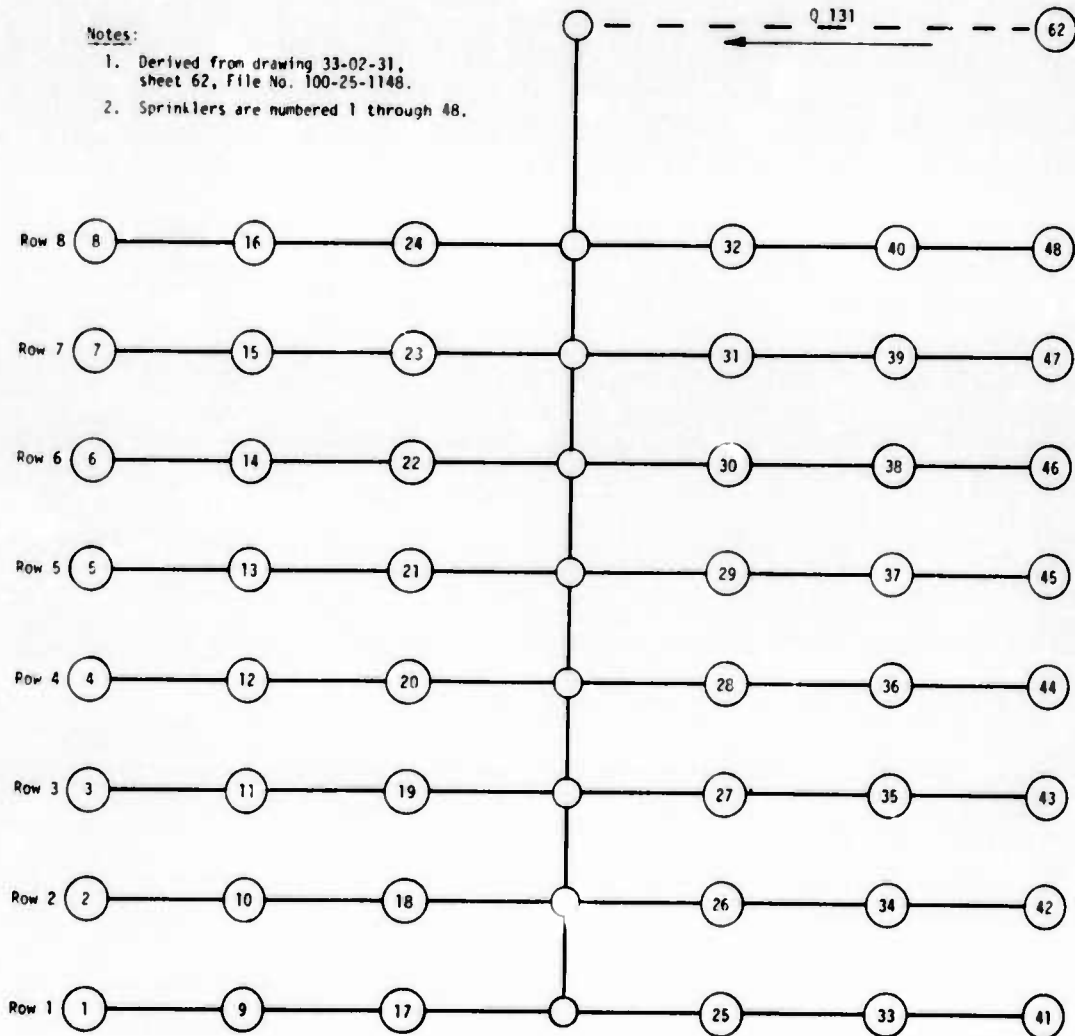 Notes:
1. Derived from drawing 33-02-31,
sheet 62, File No. 100-25-1148.
2. Sprinklers are numbered 1 through 48.
Q 131
62
Row 8 8 16 24 32 40 48
Row 7 7 15 23 31 39 47
Row 6 6 14 22 30 38 46
Row 5 5 13 21 29 37 45
Row 4 4 12 20 28 36 44
Row 3 3 11 19 27 35 43
Row 2 2 10 18 26 34 42
Row 1 1 9 17 25 33 41